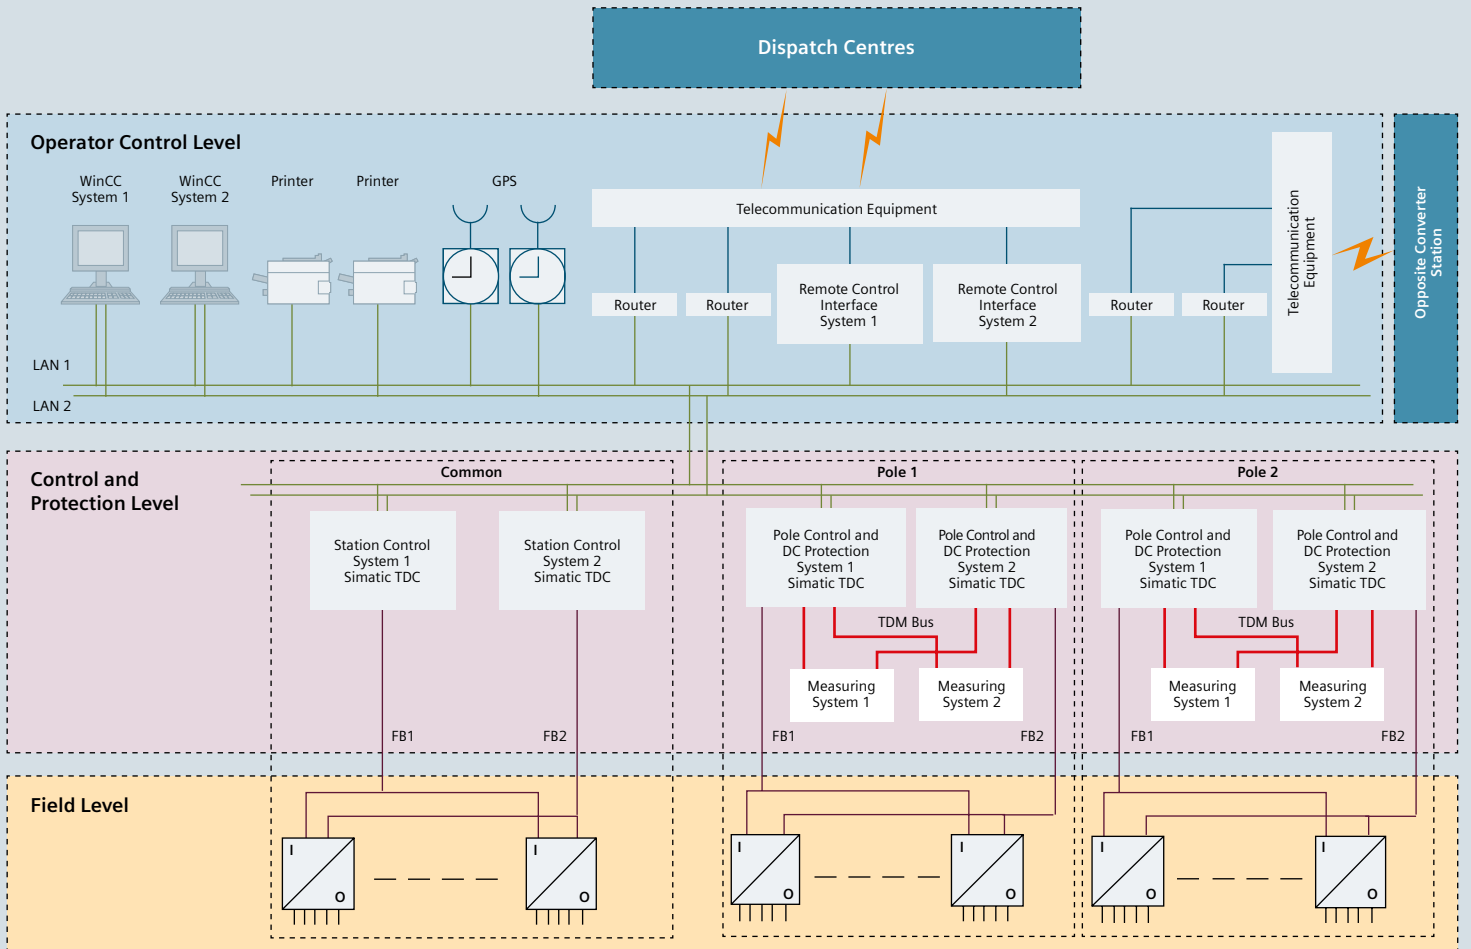 Dispatch Centres
Operator Control Level
WinCC
System 1
WinCC
System 2
Printer
Printer
GPS
Telecommunication Equipment
Router
Router
Remote Control
Interface
System 1
Remote Control
Interface
System 2
Router
Router
Telecommunication
Equipment
Opposite Converter
Station
LAN 1
LAN 2
Control and
Protection Level
Common
Station Control
System 1
Simatic TDC
Station Control
System 2
Simatic TDC
FB1
FB2
Pole 1
Pole Control and
DC Protection
System 1
Simatic TDC
Pole Control and
DC Protection
System 2
Simatic TDC
TDM Bus
Measuring
System 1
Measuring
System 2
FB1
FB2
Pole 2
Pole Control and
DC Protection
System 1
Simatic TDC
Pole Control and
DC Protection
System 2
Simatic TDC
TDM Bus
Measuring
System 1
Measuring
System 2
FB1
FB2
Field Level
I
O
I
O
I
O
I
O
I
O
I
O